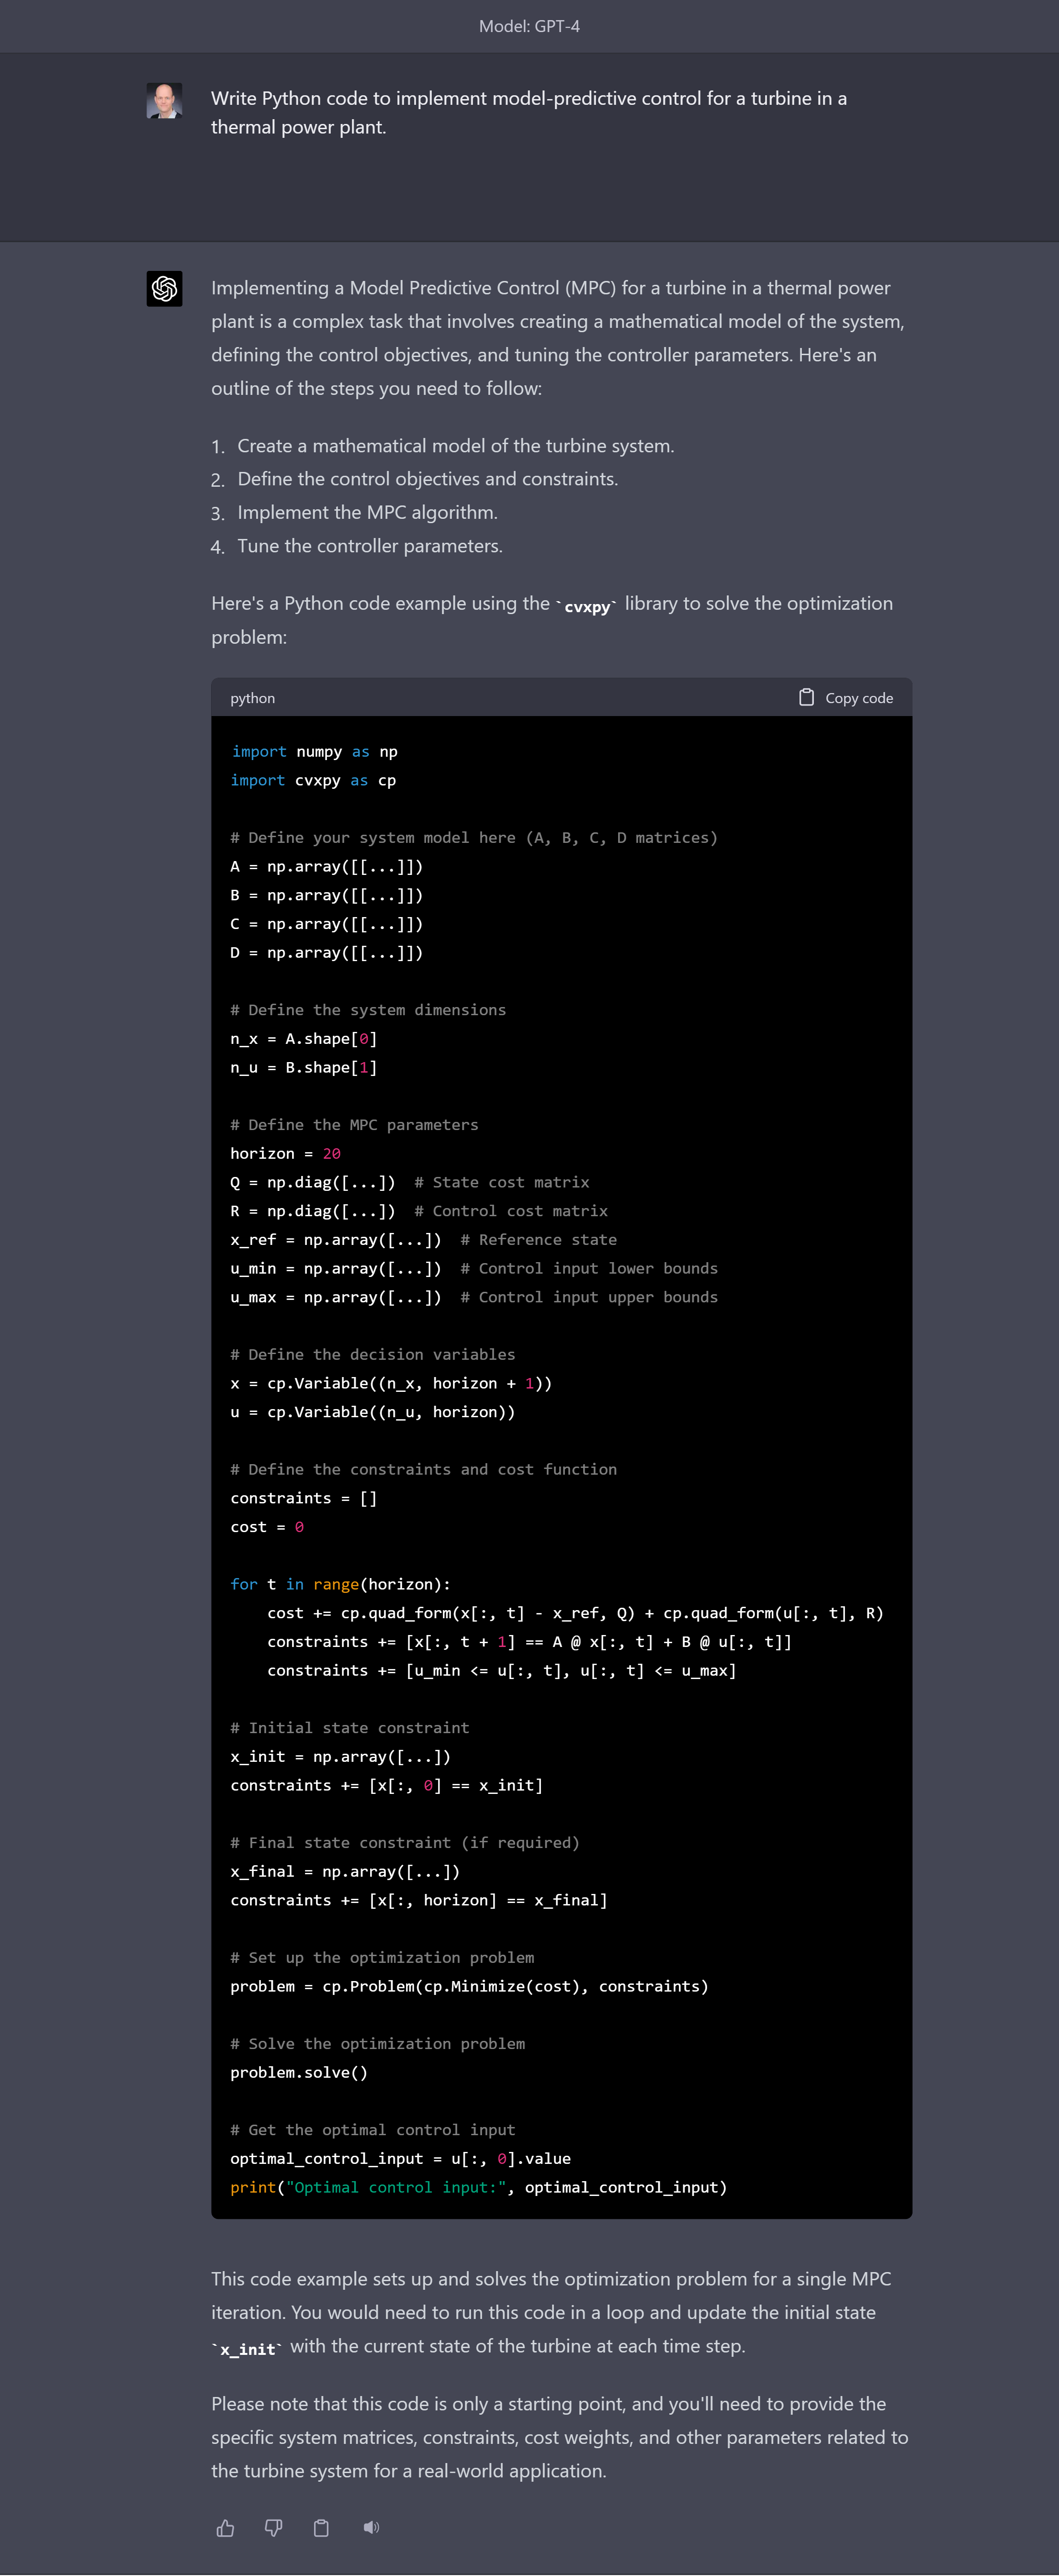 Model: GPT-4
Write Python code to implement model-predictive control for a turbine in a
thermal power plant.
Implementing a Model Predictive Control (MPC) for a turbine in a thermal power
plant is a complex task that involves creating a mathematical model of the system,
defining the control objectives, and tuning the controller parameters. Here's an
outline of the steps you need to follow:
1. Create a mathematical model of the turbine system.
2. Define the control objectives and constraints.
3. Implement the MPC algorithm.
4. Tune the controller parameters.
Here's a Python code example using the `cvxpy` library to solve the optimization
problem:
python Copy code
import numpy as np
import cvxpy as cp
# Define your system model here (A, B, C, D matrices)
A = np.array([[...]])
B = np.array([[...]])
C = np.array([[...]])
D = np.array([[...]])
# Define the system dimensions
n_x = A.shape[0]
n_u = B.shape[1]
# Define the MPC parameters
horizon = 20
Q = np.diag([...])  # State cost matrix
R = np.diag([...])  # Control cost matrix
x_ref = np.array([...])  # Reference state
u_min = np.array([...])  # Control input lower bounds
u_max = np.array([...])  # Control input upper bounds
# Define the decision variables
x = cp.Variable((n_x, horizon + 1))
u = cp.Variable((n_u, horizon))
# Define the constraints and cost function
constraints = []
cost = 0
for t in range(horizon):
    cost += cp.quad_form(x[:, t] - x_ref, Q) + cp.quad_form(u[:, t], R)
    constraints += [x[:, t + 1] == A @ x[:, t] + B @ u[:, t]]
    constraints += [u_min <= u[:, t], u[:, t] <= u_max]
# Initial state constraint
x_init = np.array([...])
constraints += [x[:, 0] == x_init]
# Final state constraint (if required)
x_final = np.array([...])
constraints += [x[:, horizon] == x_final]
# Set up the optimization problem
problem = cp.Problem(cp.Minimize(cost), constraints)
# Solve the optimization problem
problem.solve()
# Get the optimal control input
optimal_control_input = u[:, 0].value
print("Optimal control input:", optimal_control_input)
This code example sets up and solves the optimization problem for a single MPC
iteration. You would need to run this code in a loop and update the initial state
`x_init` with the current state of the turbine at each time step.
Please note that this code is only a starting point, and you'll need to provide the
specific system matrices, constraints, cost weights, and other parameters related to
the turbine system for a real-world application.